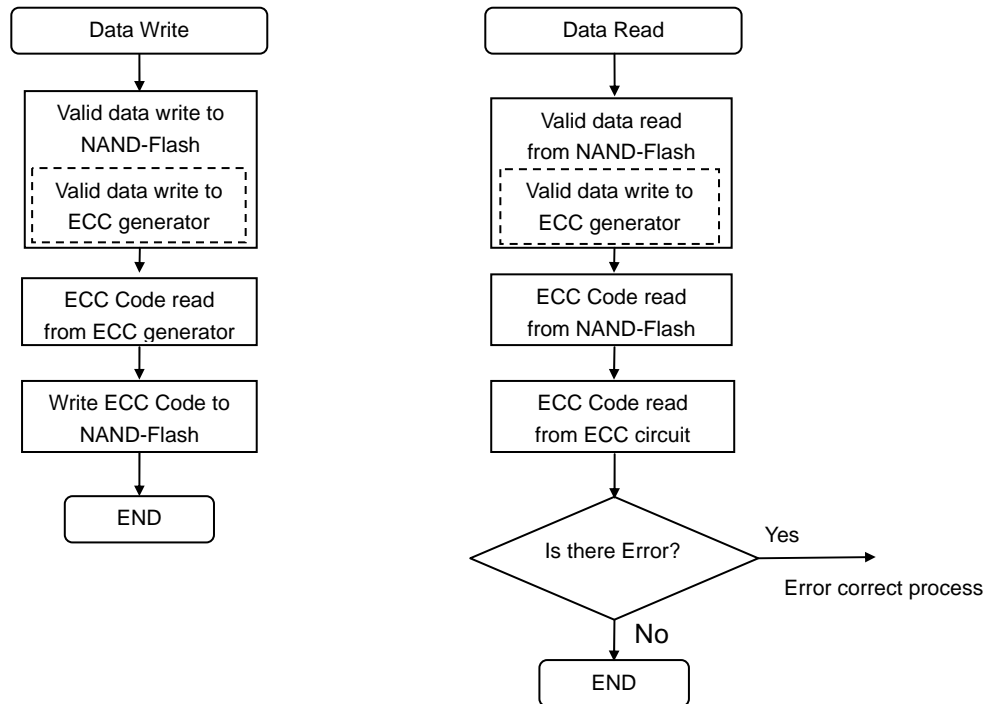 Data Write
Valid data write to
NAND-Flash
Valid data write to
ECC generator
ECC Code read
from ECC generator
Write ECC Code to
NAND-Flash
END
Data Read
Valid data read
from NAND-Flash
Valid data write to
ECC generator
ECC Code read
from NAND-Flash
ECC Code read
from ECC circuit
Is there Error?
Yes
Error correct process
No
END